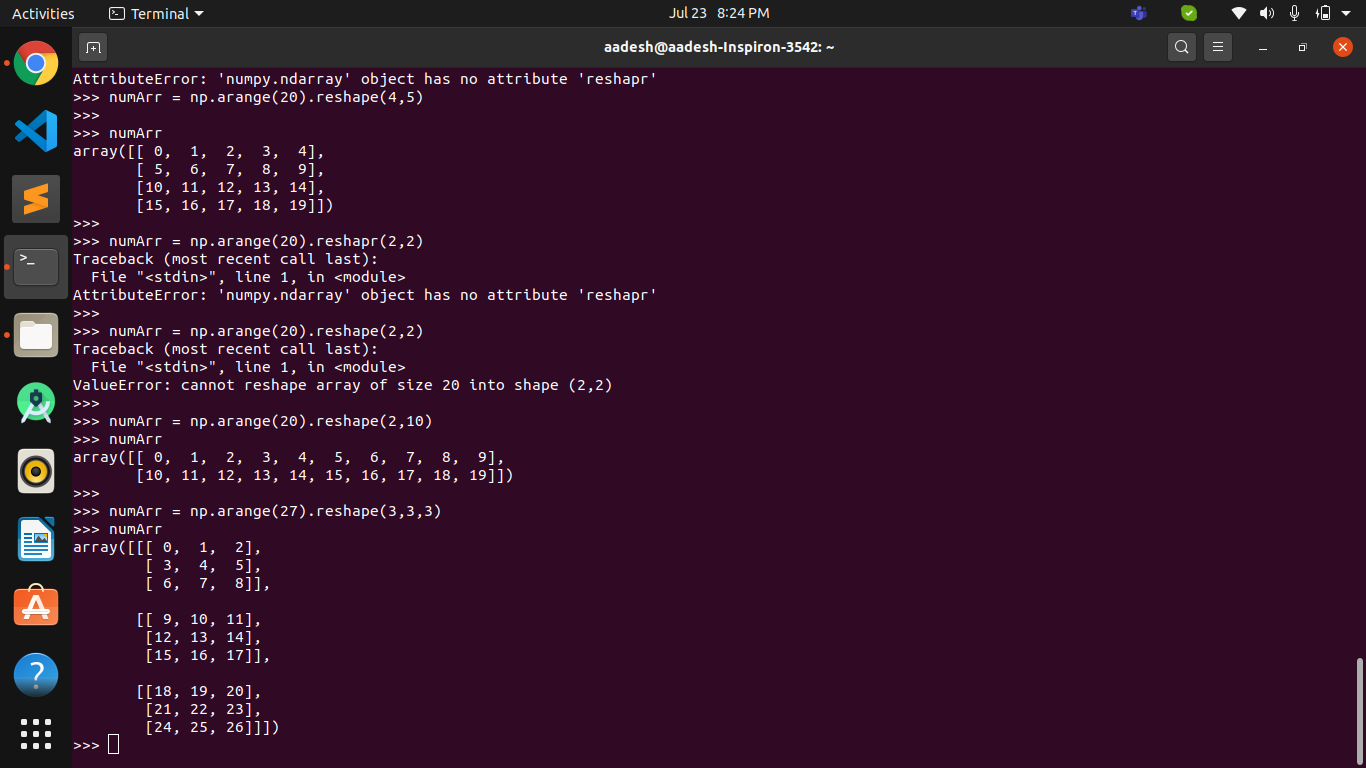 Activities
Terminal
Jul 23 8:24 PM
aadesh@aadesh-Inspiron-3542: ~
AttributeError: 'numpy.ndarray' object has no attribute 'reshapr'
>>> numArr = np.arange(20).reshape(4,5)
>>>
>>> numArr
array([[ 0,  1,  2,  3,  4],
       [ 5,  6,  7,  8,  9],
       [10, 11, 12, 13, 14],
       [15, 16, 17, 18, 19]])
>>>
>>> numArr = np.arange(20).reshapr(2,2)
Traceback (most recent call last):
  File "<stdin>", line 1, in <module>
AttributeError: 'numpy.ndarray' object has no attribute 'reshapr'
>>>
>>> numArr = np.arange(20).reshape(2,2)
Traceback (most recent call last):
  File "<stdin>", line 1, in <module>
ValueError: cannot reshape array of size 20 into shape (2,2)
>>>
>>> numArr = np.arange(20).reshape(2,10)
>>> numArr
array([[ 0,  1,  2,  3,  4,  5,  6,  7,  8,  9],
       [10, 11, 12, 13, 14, 15, 16, 17, 18, 19]])
>>>
>>> numArr = np.arange(27).reshape(3,3,3)
>>> numArr
array([[[ 0,  1,  2],
        [ 3,  4,  5],
        [ 6,  7,  8]],

       [[ 9, 10, 11],
        [12, 13, 14],
        [15, 16, 17]],

       [[18, 19, 20],
        [21, 22, 23],
        [24, 25, 26]]])
>>>